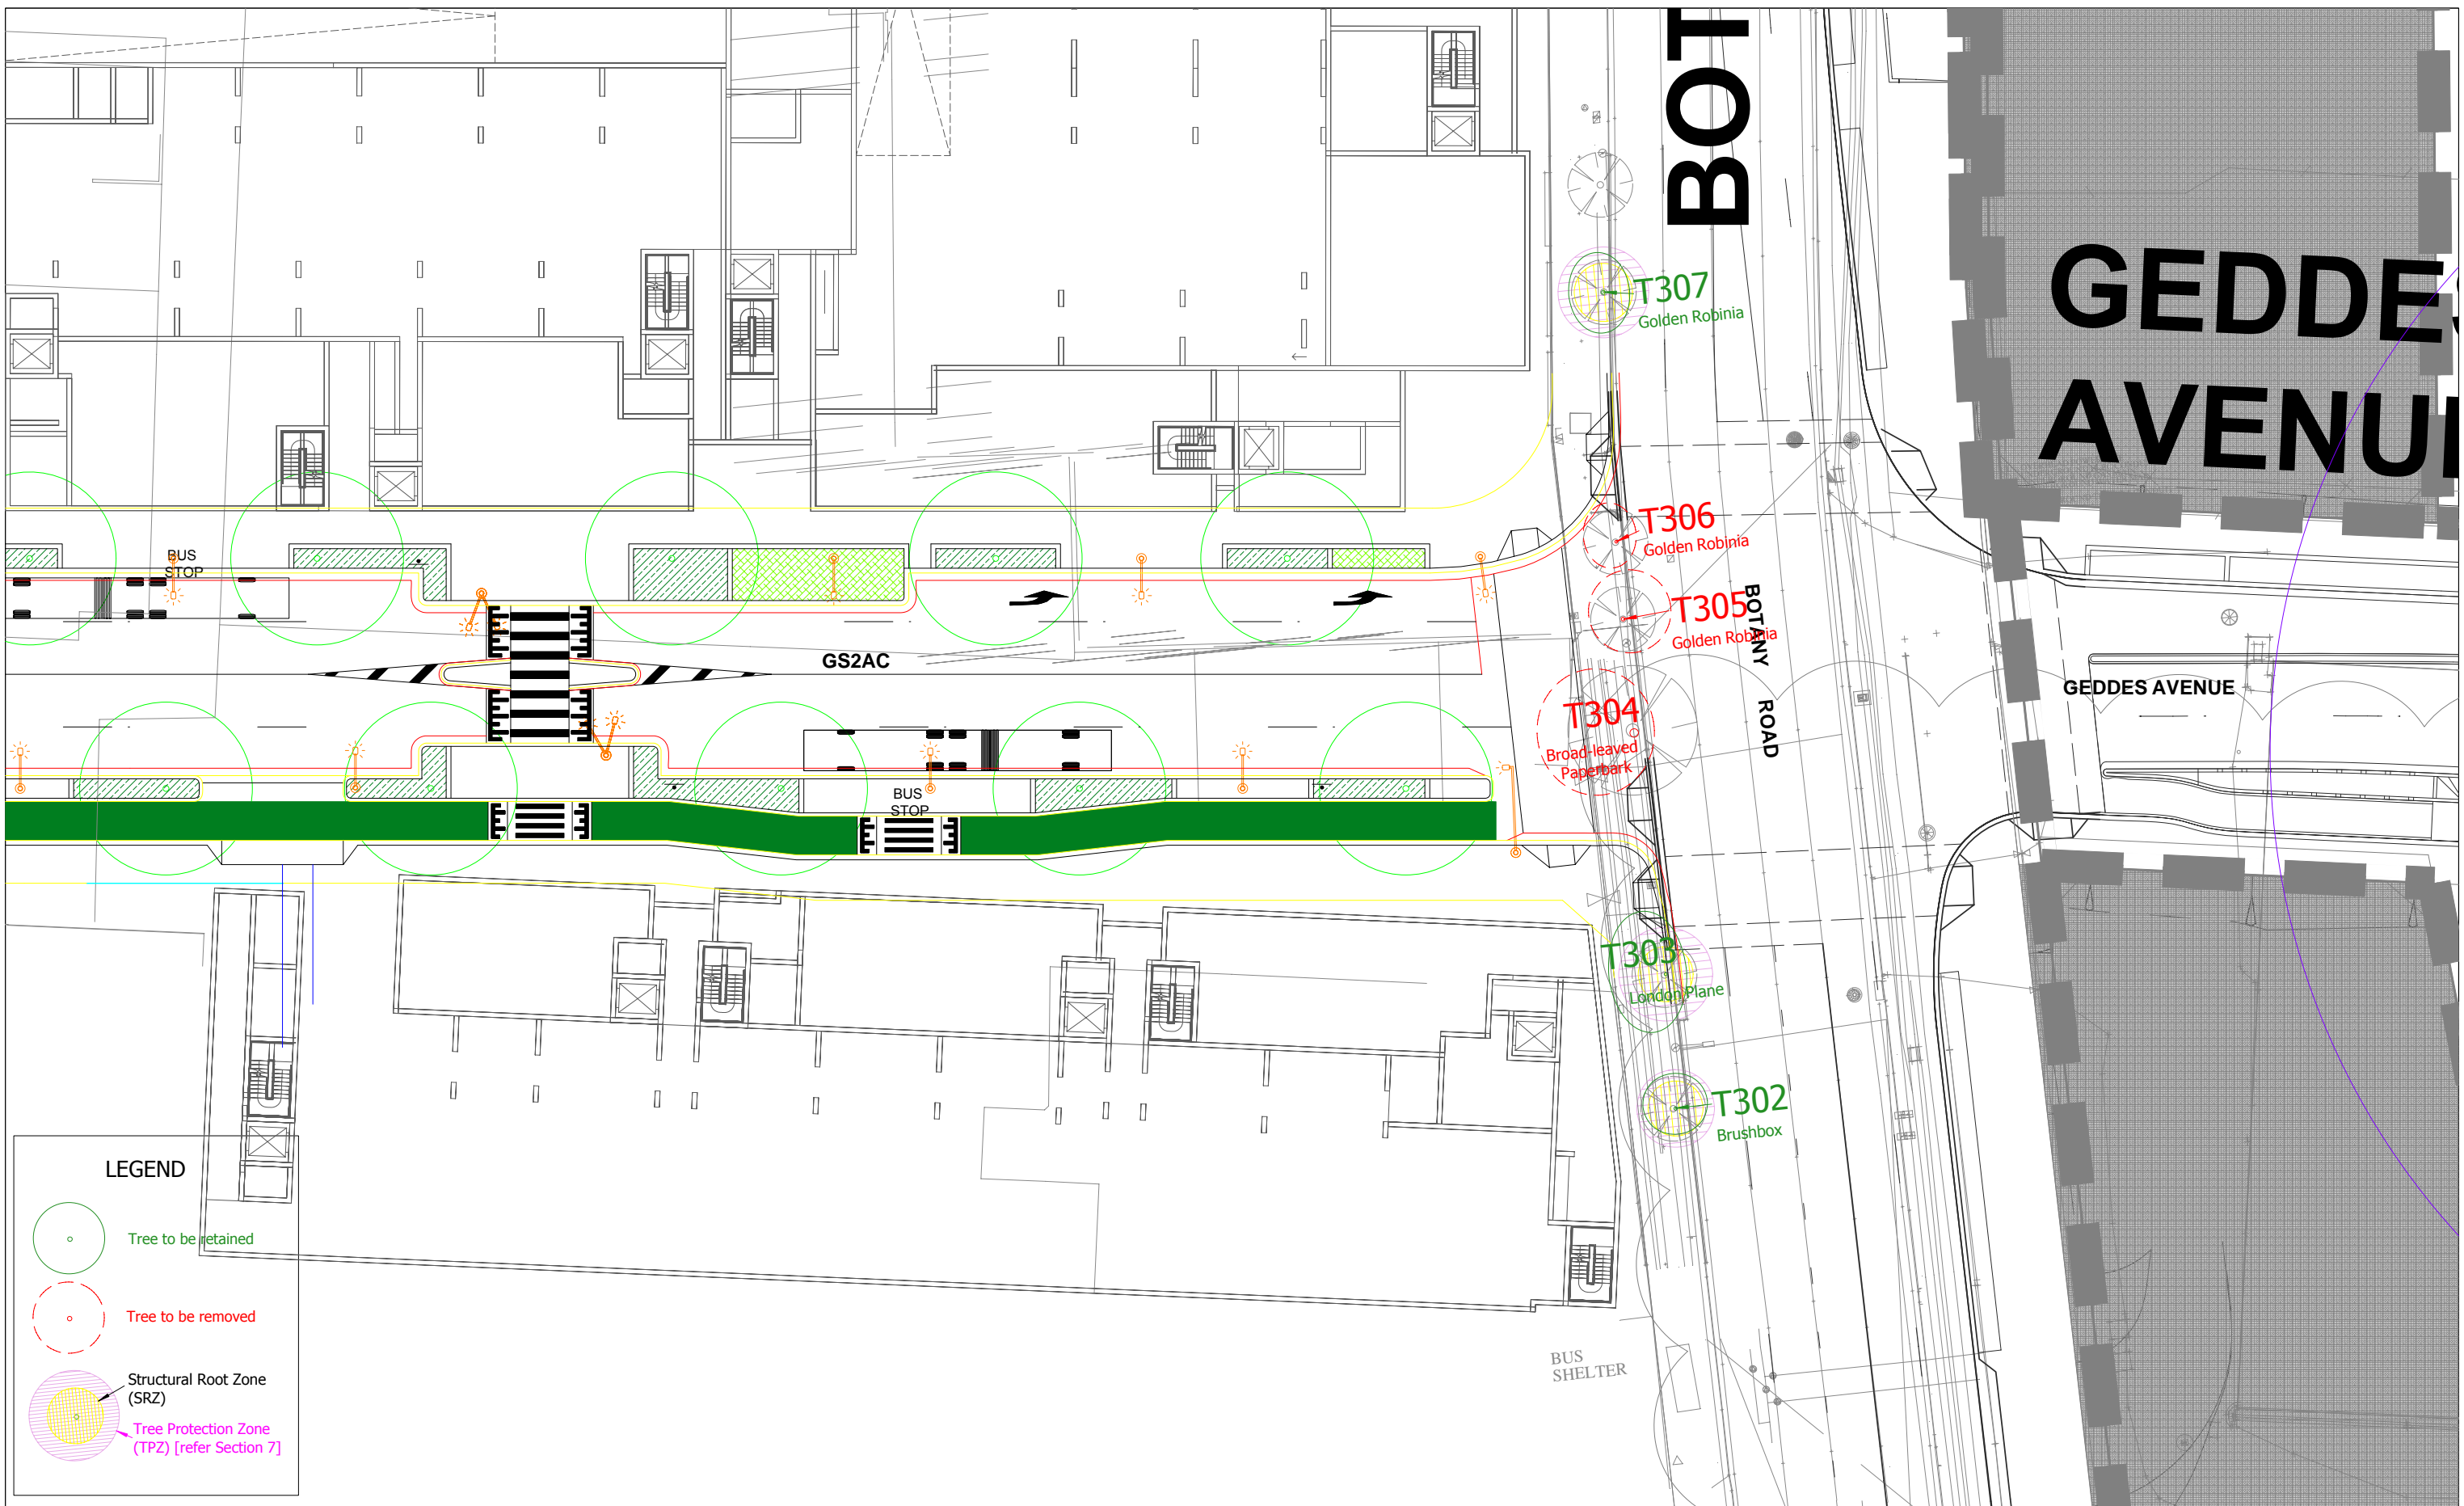 BOT
GEDDES
AVENUE
T307
Golden Robinia
T306
Golden Robinia
T305
Golden Robinia
BOTANY ROAD
T304
Broad-leaved
Paperbark
BUS
STOP
GS2AC
GEDDES AVENUE
BUS
STOP
T303
London Plane
T302
Brushbox
BUS
SHELTER
LEGEND
Tree to be retained
Tree to be removed
Structural Root Zone
(SRZ)
Tree Protection Zone
(TPZ) [refer Section 7]